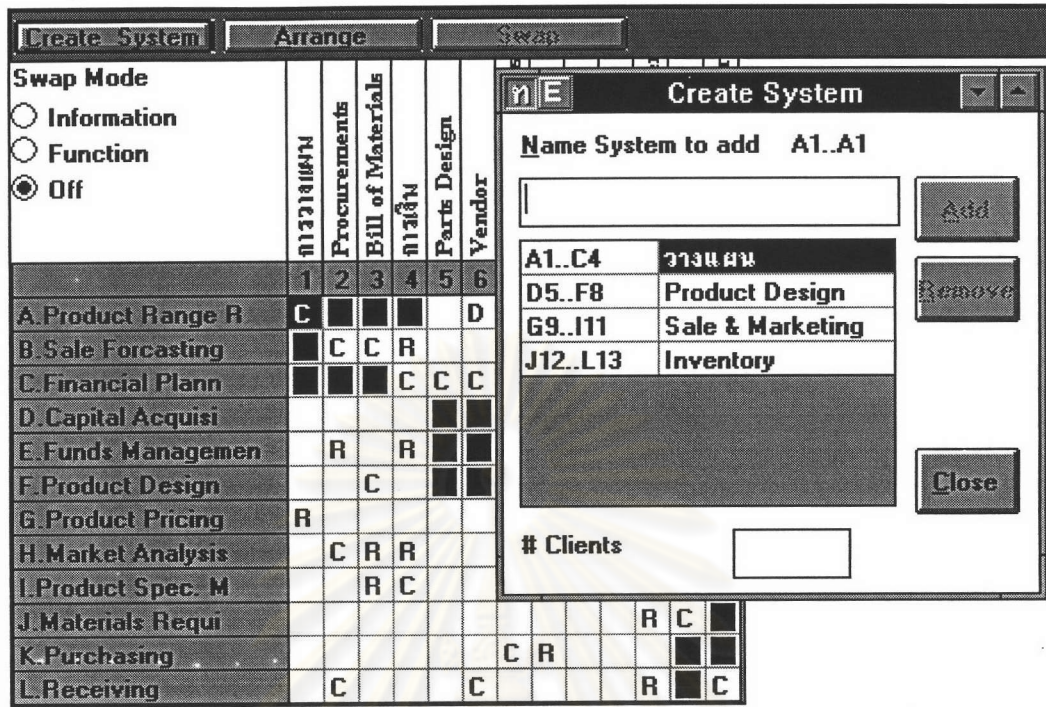 Create System Arrange Swap
Swap Mode
Information
Function
Off
การวางแผน
Procurements
Bill of Materials
การเงิน
Parts Design
Vendor
1 2 3 4 5 6
A.Product Range R C D
B.Sale Forcasting C C R
C.Financial Plann C C C
D.Capital Acquisi
E.Funds Managemen R R
F.Product Design C
G.Product Pricing R
H.Market Analysis C R R
I.Product Spec. M R C
J.Materials Requi R C
K.Purchasing C R
L.Receiving C C R C
ก E Create System
Name System to add A1..A1
Add
A1..C4 วางแผน
D5..F8 Product Design
G9..I11 Sale & Marketing
J12..L13 Inventory
Remove
Close
# Clients